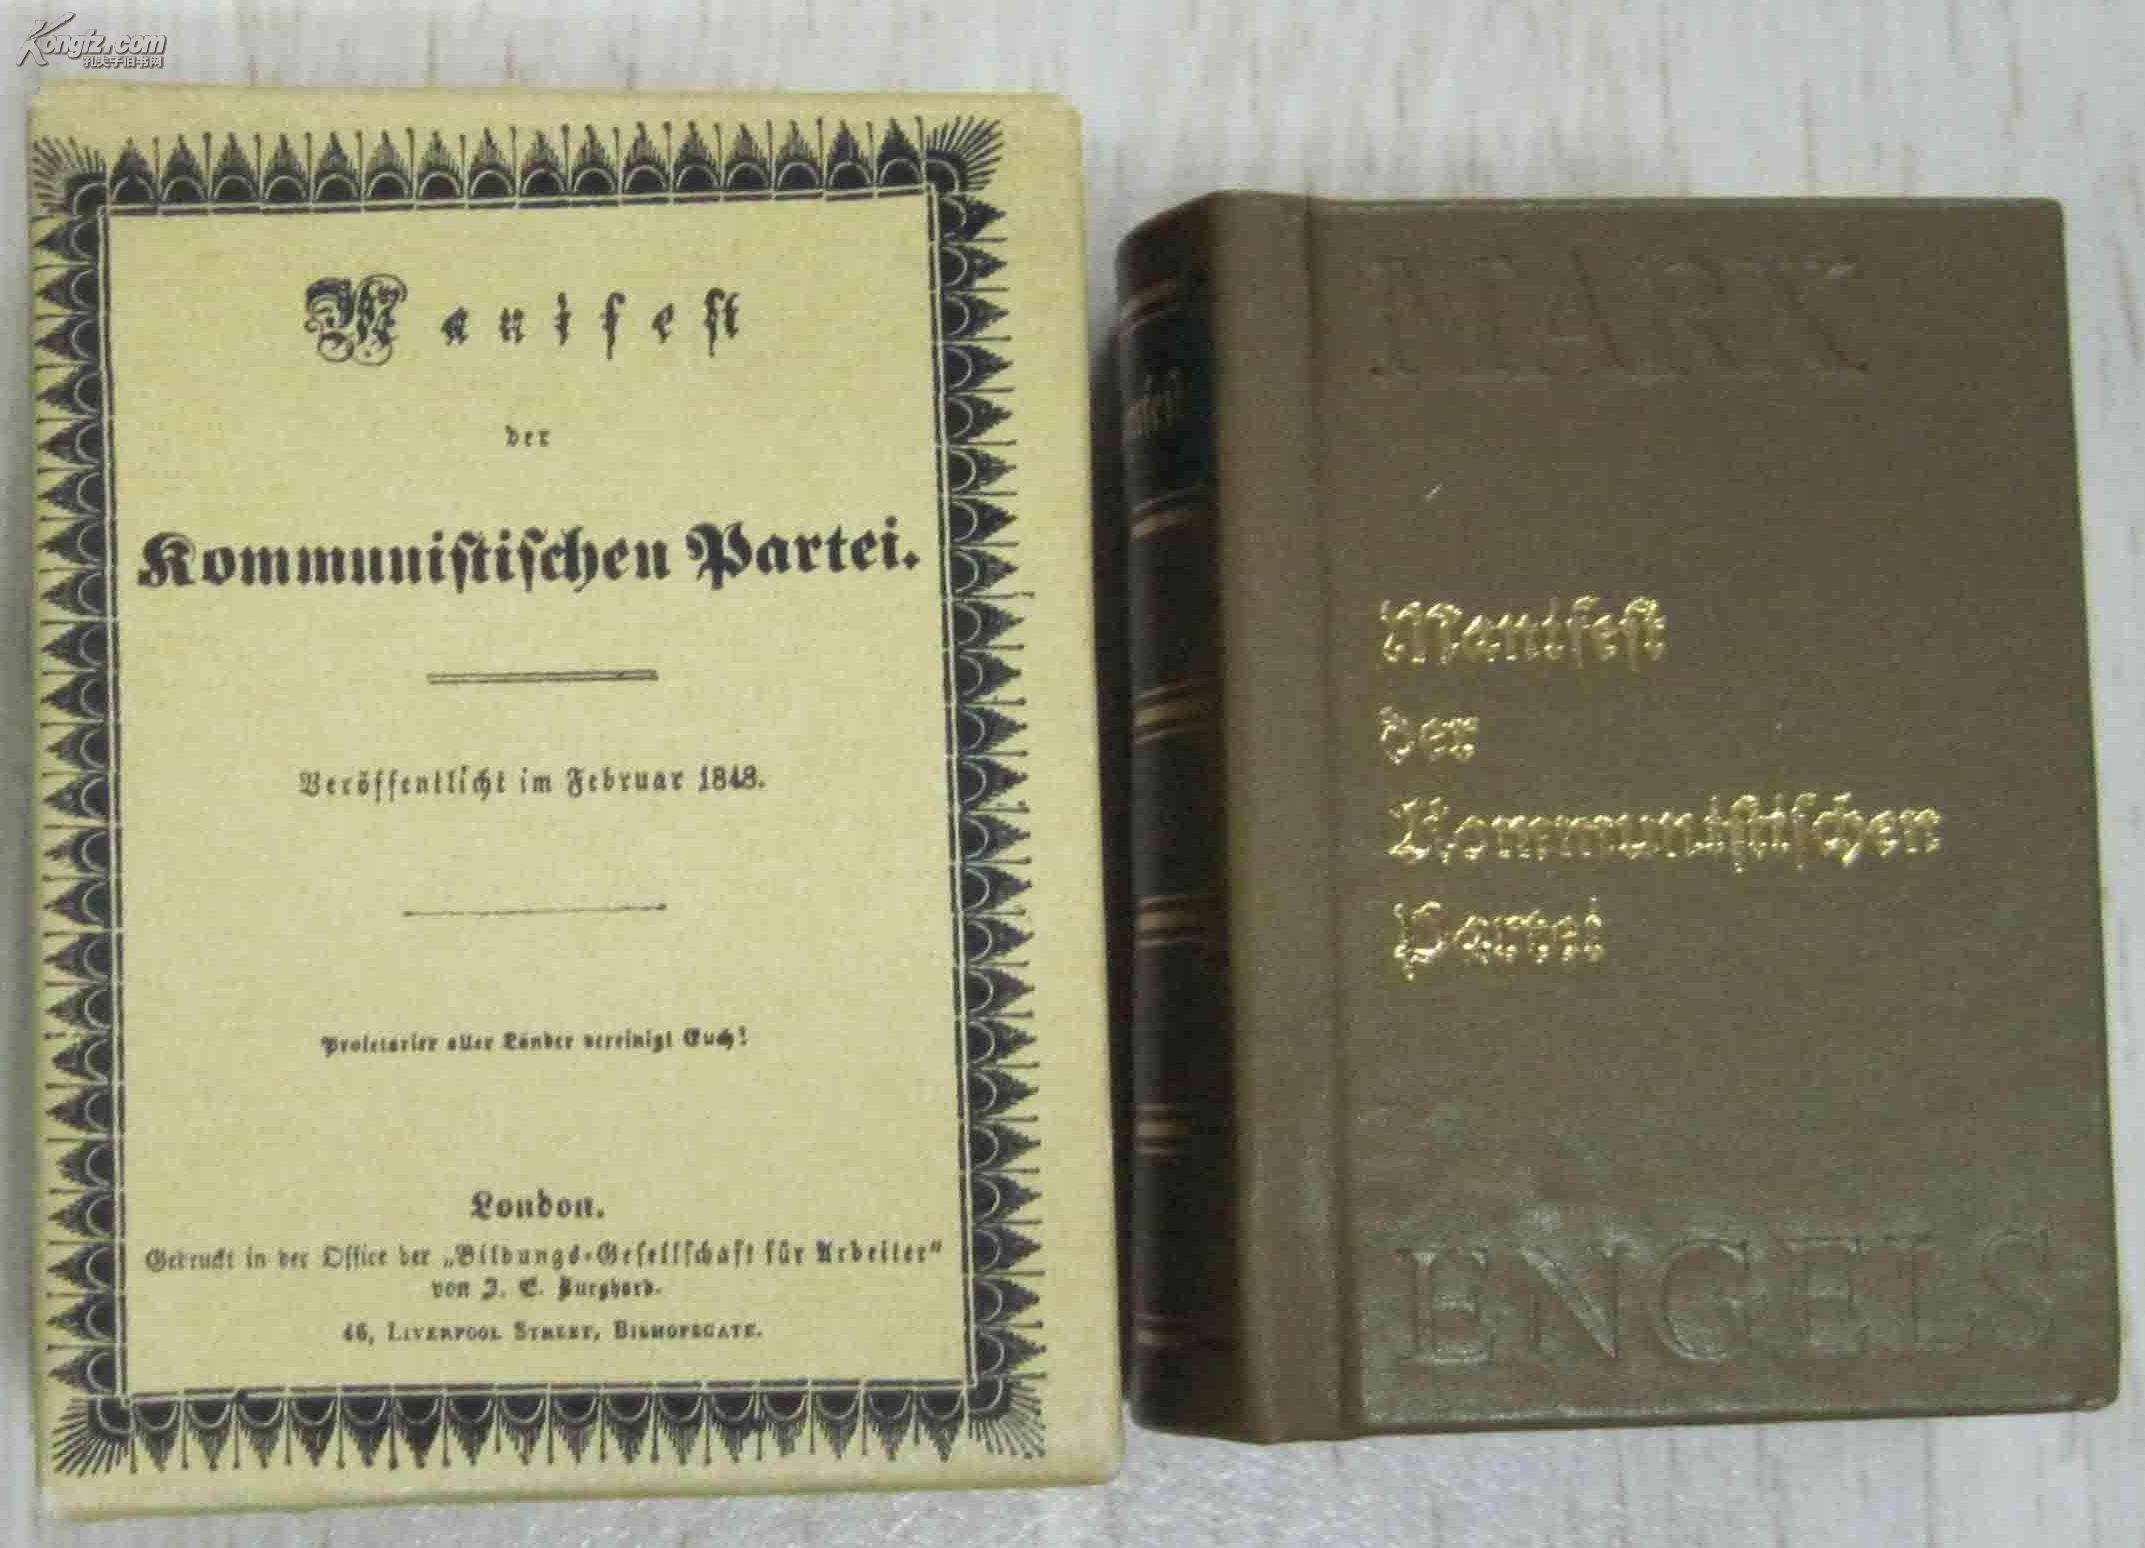 Kongfz.com
孔夫子旧书网
Manifest
der
Kommunistischen Partei.
Veröffentlicht im Februar 1848.
Proletarier aller Länder vereinigt Euch!
London.
Gedruckt in der Office der „Bildungs-Gesellschaft für Arbeiter"
von J. E. Burghard.
46, LIVERPOOL STREET, BISHOPSGATE.
MARX
Manifest
der
Kommunistischen
Partei
ENGELS